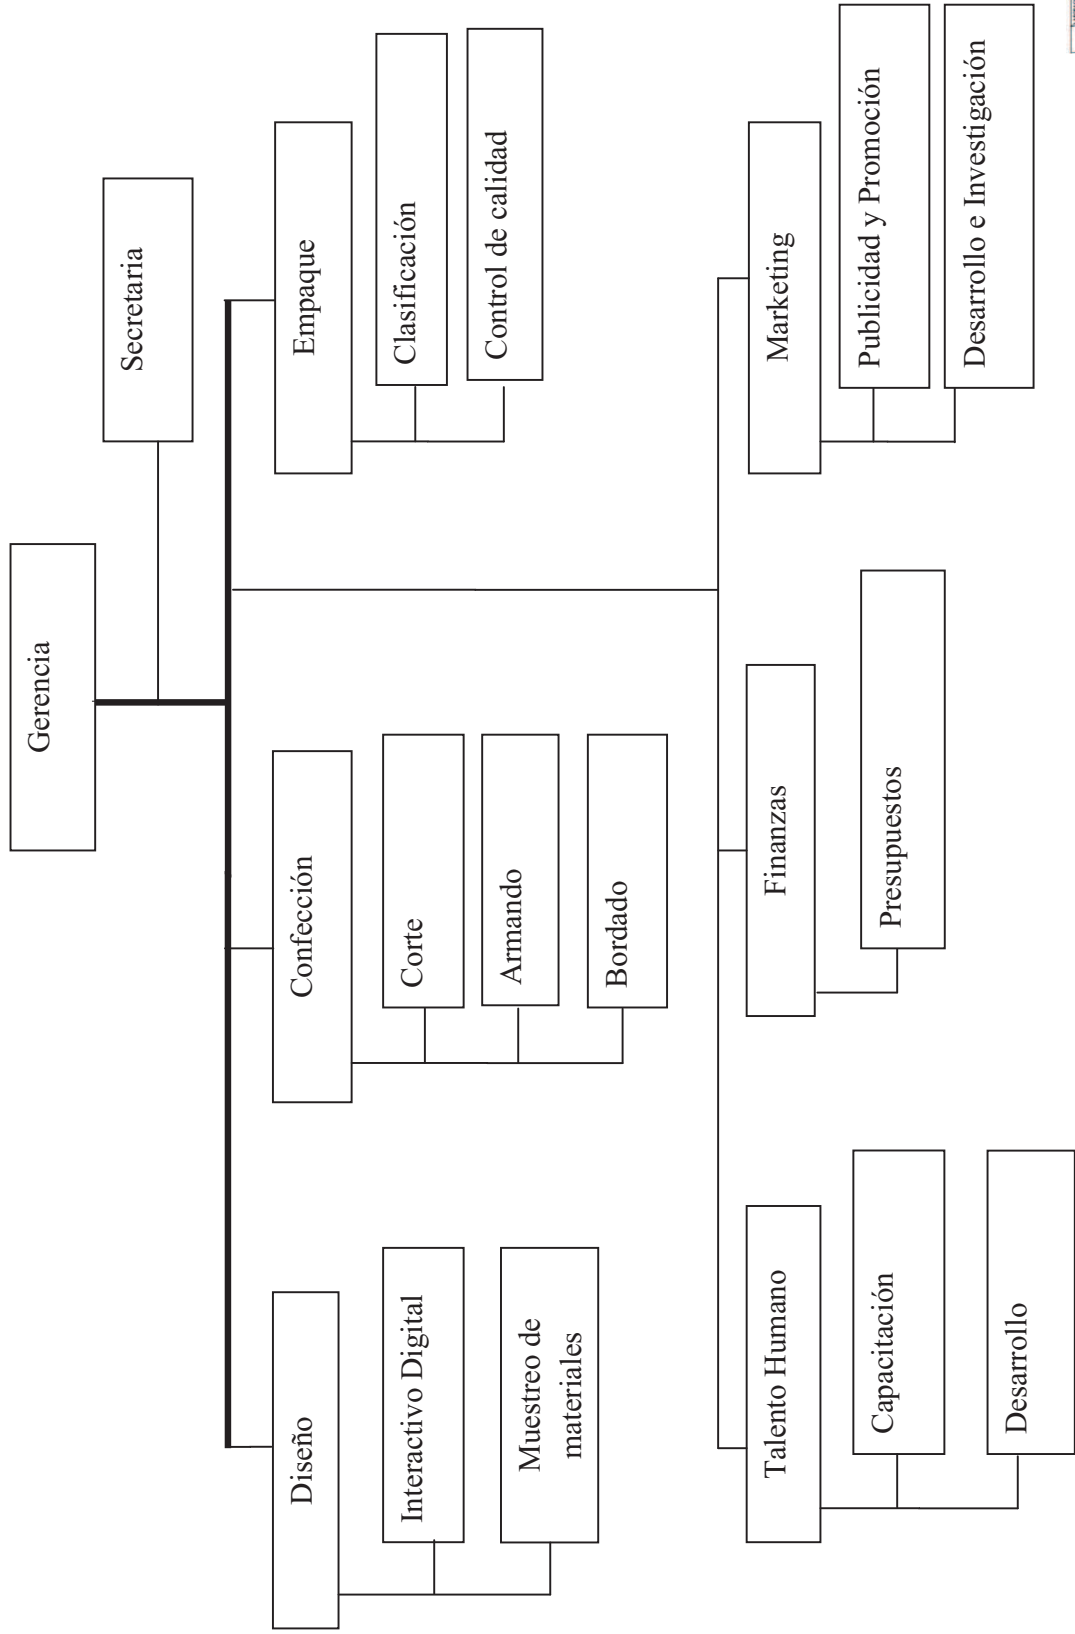 Gerencia
Secretaria
Diseño
Interactivo Digital
Muestreo de
materiales
Confección
Corte
Armando
Bordado
Empaque
Clasificación
Control de calidad
Talento Humano
Capacitación
Desarrollo
Finanzas
Presupuestos
Marketing
Publicidad y Promoción
Desarrollo e Investigación